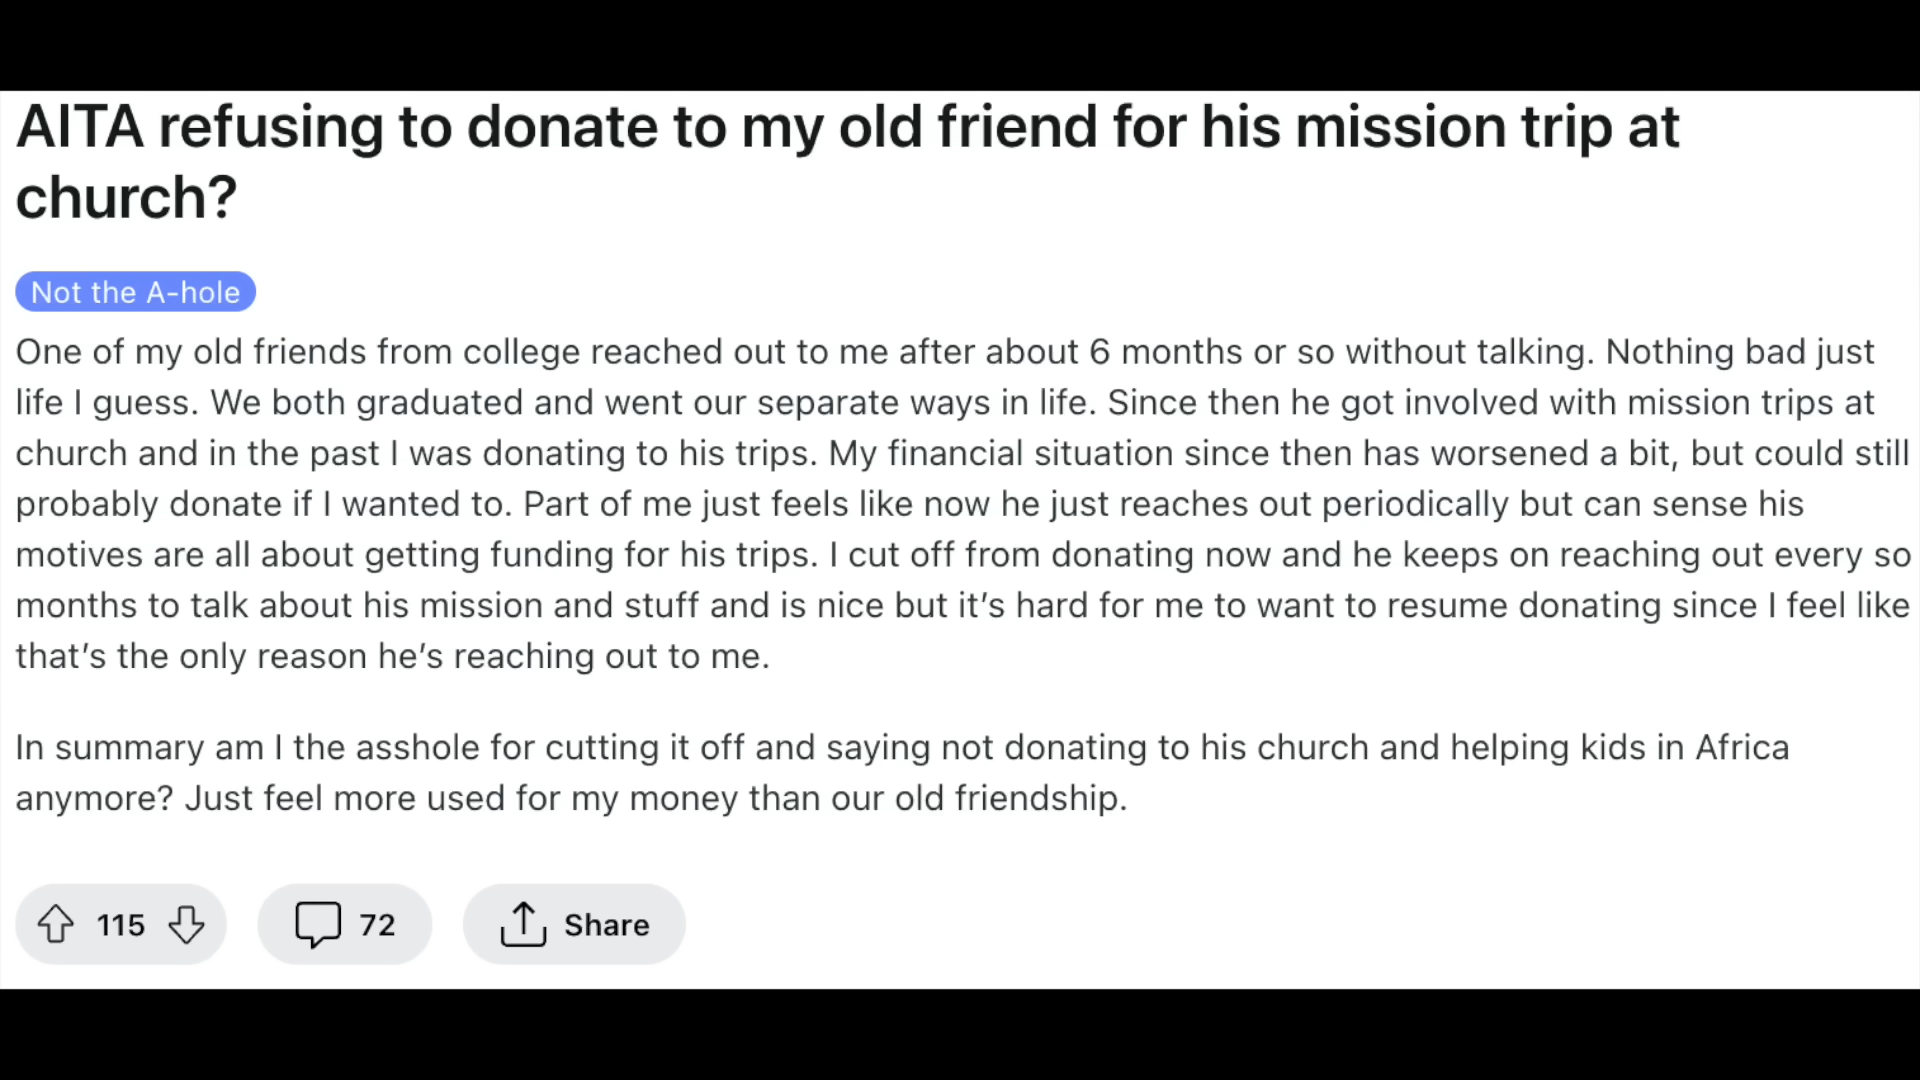 AITA refusing to donate to my old friend for his mission trip at
church?
Not the A-hole
One of my old friends from college reached out to me after about 6 months or so without talking. Nothing bad just
life I guess. We both graduated and went our separate ways in life. Since then he got involved with mission trips at
church and in the past I was donating to his trips. My financial situation since then has worsened a bit, but could still
probably donate if I wanted to. Part of me just feels like now he just reaches out periodically but can sense his
motives are all about getting funding for his trips. I cut off from donating now and he keeps on reaching out every so
months to talk about his mission and stuff and is nice but it’s hard for me to want to resume donating since I feel like
that’s the only reason he’s reaching out to me.
In summary am I the asshole for cutting it off and saying not donating to his church and helping kids in Africa
anymore? Just feel more used for my money than our old friendship.
115 72 Share